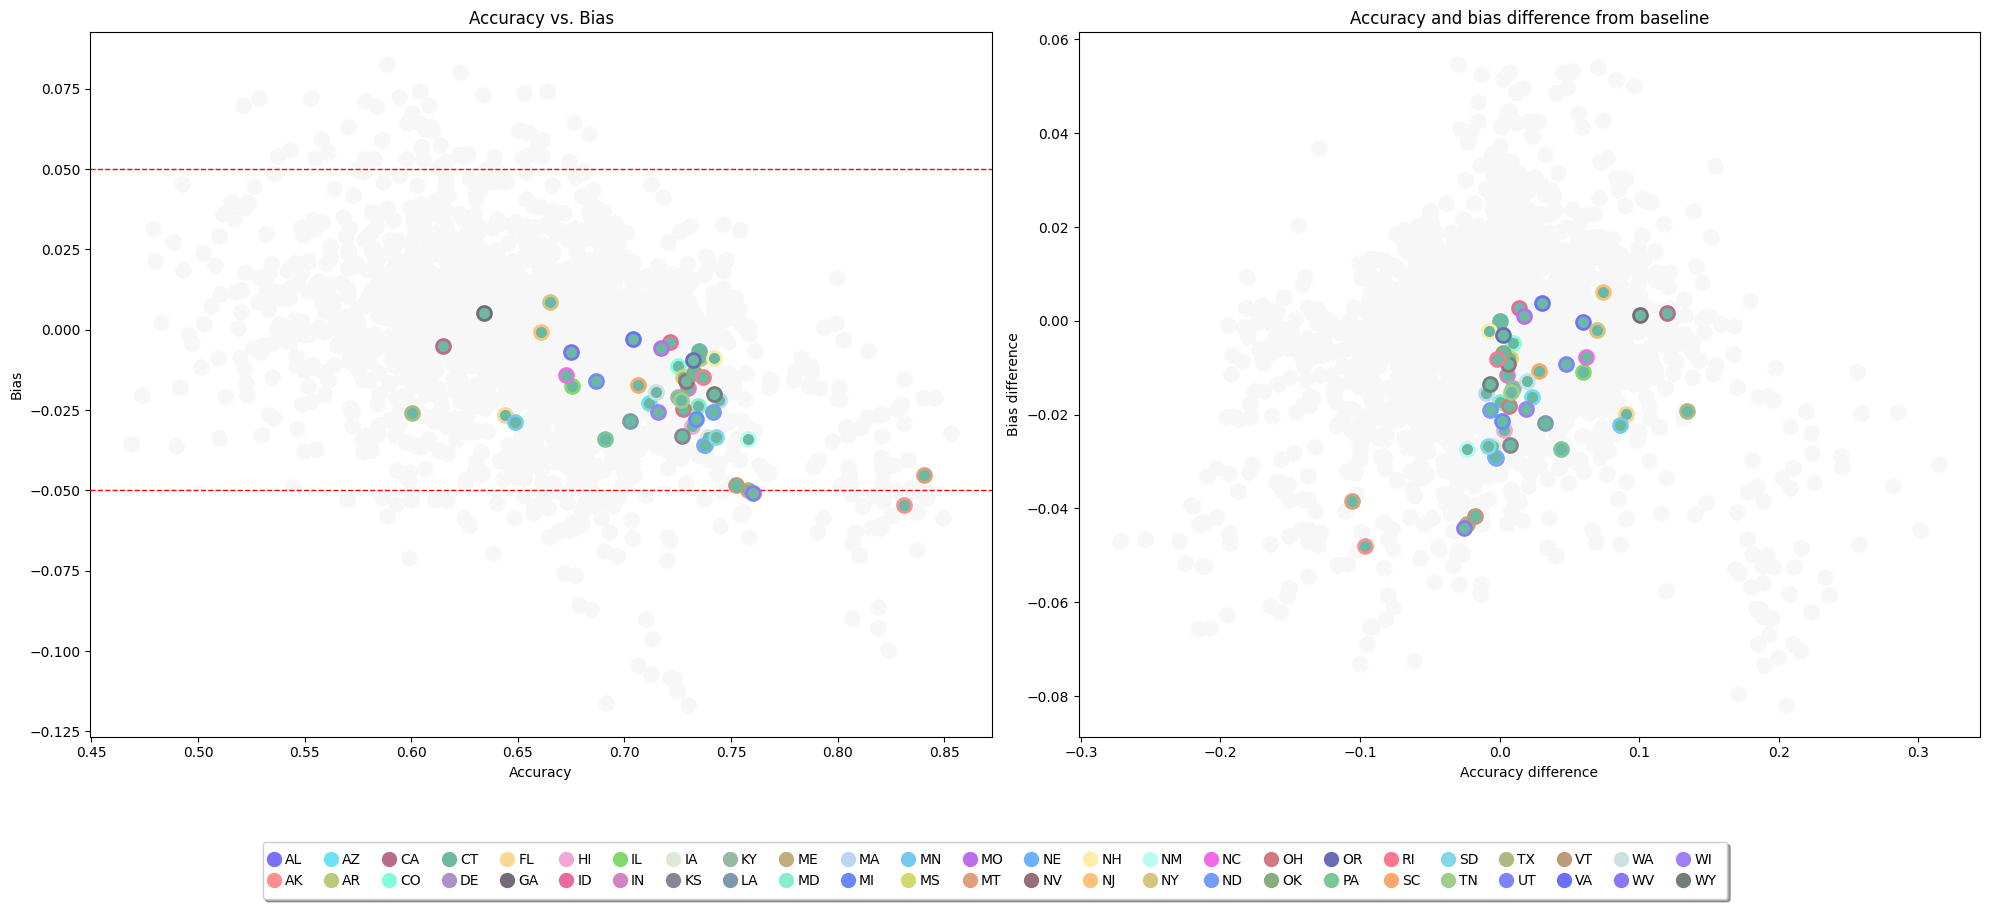 Accuracy vs. Bias
0.075
0.050
0.025
0.000
−0.025
−0.050
−0.075
−0.100
−0.125
Bias
0.45 0.50 0.55 0.60 0.65 0.70 0.75 0.80 0.85
Accuracy
Accuracy and bias difference from baseline
0.06
0.04
0.02
0.00
−0.02
−0.04
−0.06
−0.08
Bias difference
−0.3 −0.2 −0.1 0.0 0.1 0.2 0.3
Accuracy difference
AL AZ CA CT FL HI IL IA KY ME MA MN MO NE NH NM NC OH OR RI SD TX VT WA WI
AK AR CO DE GA ID IN KS LA MD MI MS MT NV NJ NY ND OK PA SC TN UT VA WV WY